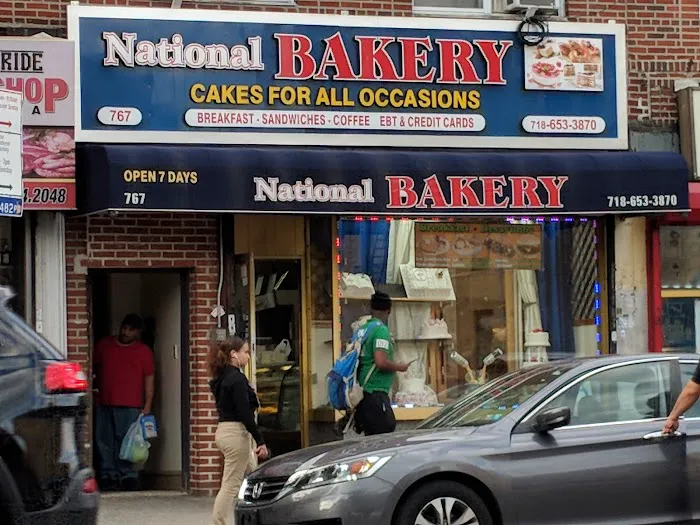 National BAKERY
CAKES FOR ALL OCCASIONS
767
BREAKFAST - SANDWICHES - COFFEE EBT & CREDIT CARDS
718-653-3870
OPEN 7 DAYS
767
National BAKERY
718-653-3870
RIDE
SHOP
A
.2048